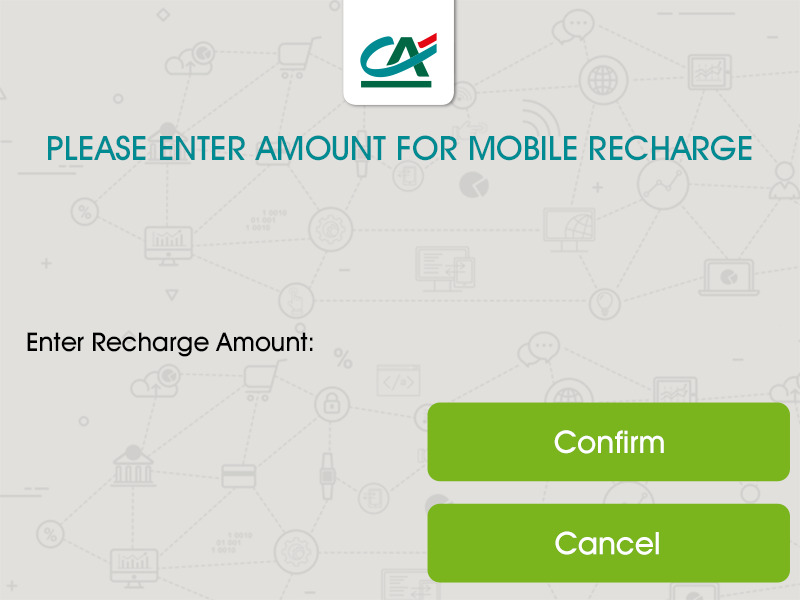 CA
PLEASE ENTER AMOUNT FOR MOBILE RECHARGE
Enter Recharge Amount:
Confirm
Cancel